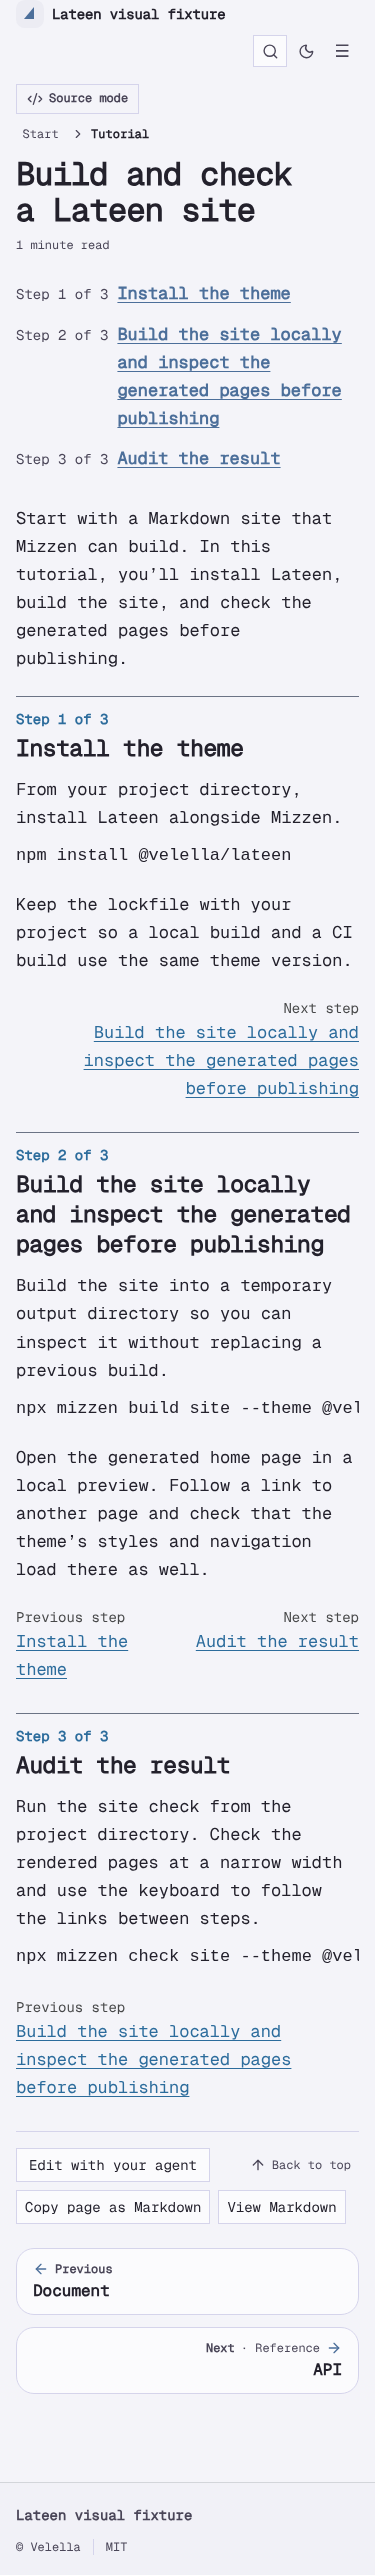 Lateen visual fixture
Source mode
Start > Tutorial
Build and check
a Lateen site
1 minute read
Step 1 of 3 Install the theme
Step 2 of 3 Build the site locally
and inspect the
generated pages before
publishing
Step 3 of 3 Audit the result
Start with a Markdown site that
Mizzen can build. In this
tutorial, you’ll install Lateen,
build the site, and check the
generated pages before
publishing.
Step 1 of 3
Install the theme
From your project directory,
install Lateen alongside Mizzen.
npm install @velella/lateen
Keep the lockfile with your
project so a local build and a CI
build use the same theme version.
Next step
Build the site locally and
inspect the generated pages
before publishing
Step 2 of 3
Build the site locally
and inspect the generated
pages before publishing
Build the site into a temporary
output directory so you can
inspect it without replacing a
previous build.
npx mizzen build site --theme @vel
Open the generated home page in a
local preview. Follow a link to
another page and check that the
theme’s styles and navigation
load there as well.
Previous step
Install the
theme
Next step
Audit the result
Step 3 of 3
Audit the result
Run the site check from the
project directory. Check the
rendered pages at a narrow width
and use the keyboard to follow
the links between steps.
npx mizzen check site --theme @vel
Previous step
Build the site locally and
inspect the generated pages
before publishing
Edit with your agent
↑ Back to top
Copy page as Markdown
View Markdown
← Previous
Document
Next · Reference →
API
Lateen visual fixture
© Velella
MIT